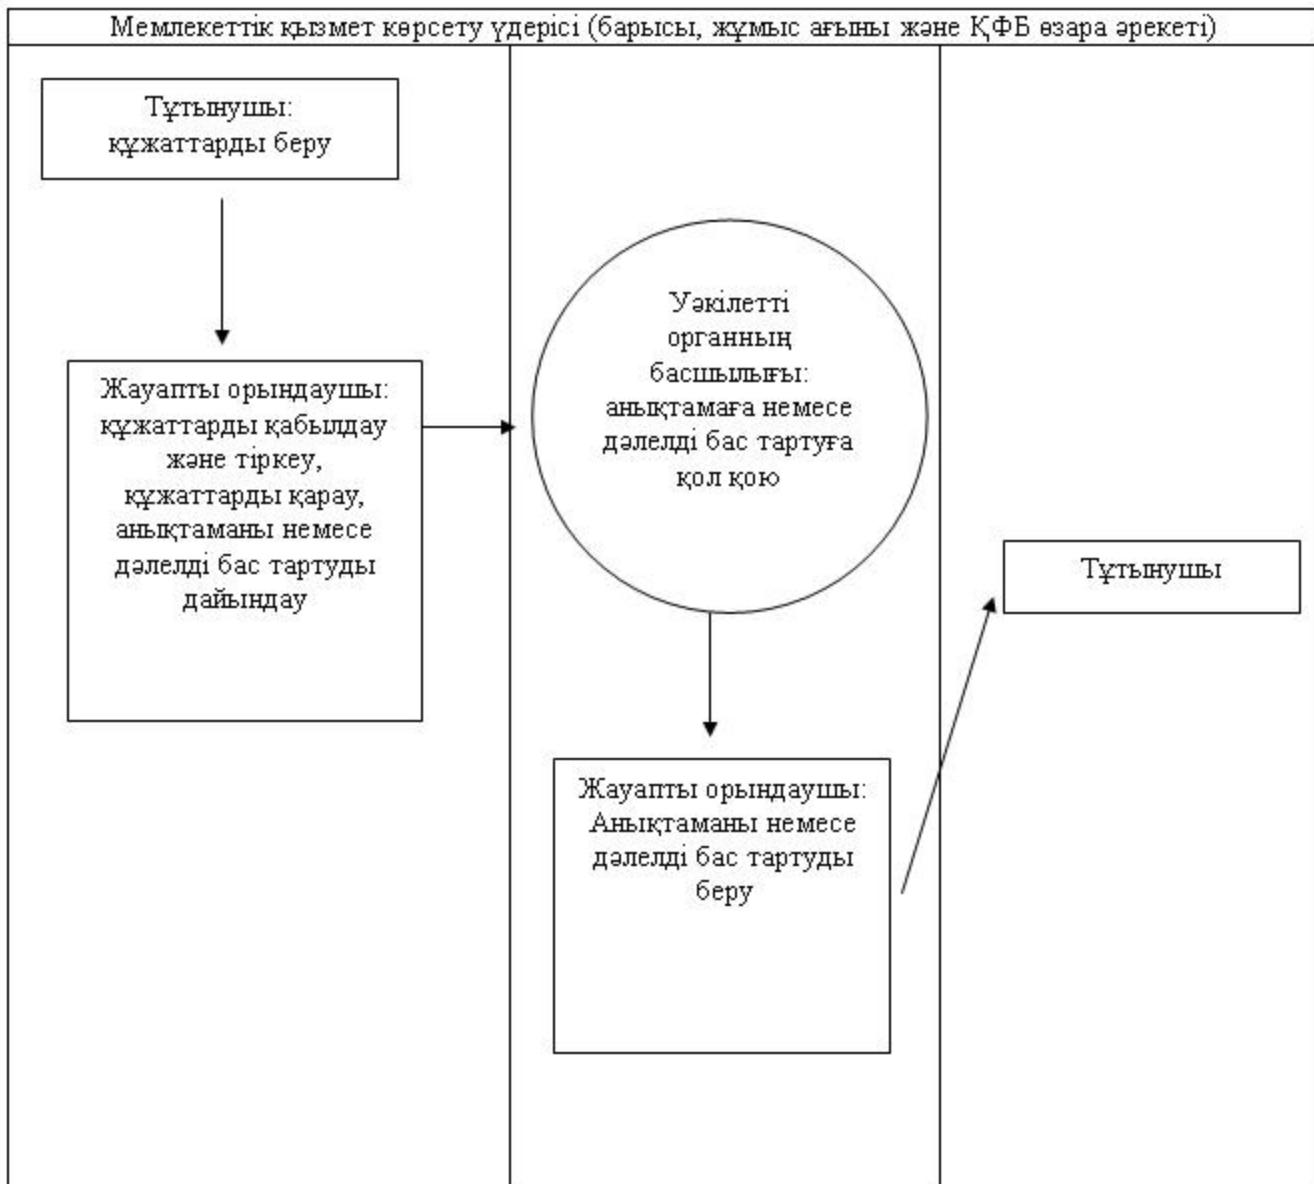 Мемлекеттік қызмет көрсету үдерісі (барысы, жұмыс ағыны және ҚФБ өзара әрекеті)
Тұтынушы:
құжаттарды беру
Жауапты орындаушы:
құжаттарды қабылдау
және тіркеу,
құжаттарды қарау,
анықтаманы немесе
дәлелді бас тартуды
дайындау
Уәкілетті
органның
басшылығы:
анықтамаға немесе
дәлелді бас тартуға
қол қою
Жауапты орындаушы:
Анықтаманы немесе
дәлелді бас тартуды
беру
Тұтынушы